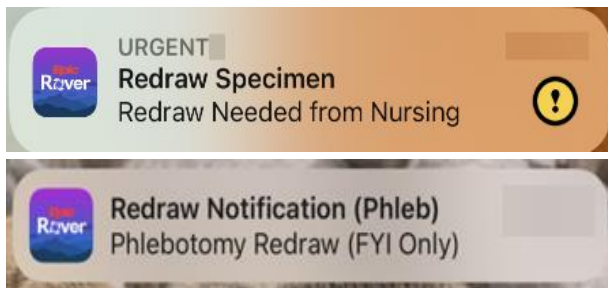 URGENT
Epic
Rover
Redraw Specimen
Redraw Needed from Nursing
!
Epic
Rover
Redraw Notification (Phleb)
Phlebotomy Redraw (FYI Only)